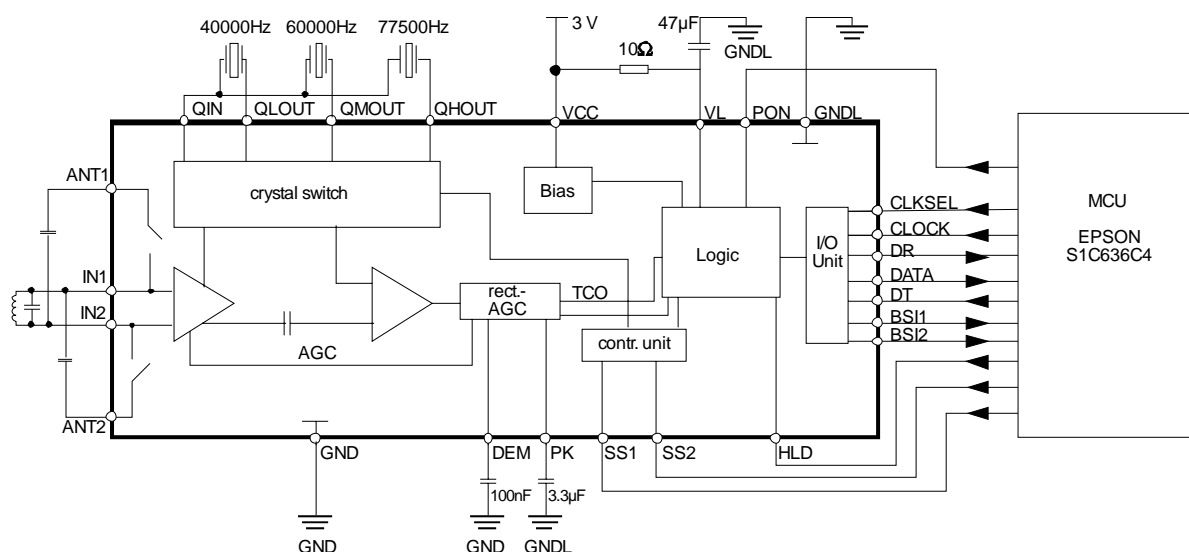 40000Hz 60000Hz 77500Hz
3 V
47µF
GNDL
10Ω
QIN QLOUT QMOUT QHOUT VCC VL PON GNDL
ANT1
crystal switch
Bias
Logic
I/O
Unit
CLKSEL
CLOCK
DR
DATA
DT
BSI1
BSI2
MCU
EPSON
S1C636C4
IN1
IN2
rect.-
AGC
TCO
contr. unit
AGC
ANT2
GND DEM PK SS1 SS2 HLD
100nF 3.3µF
GND GND GNDL